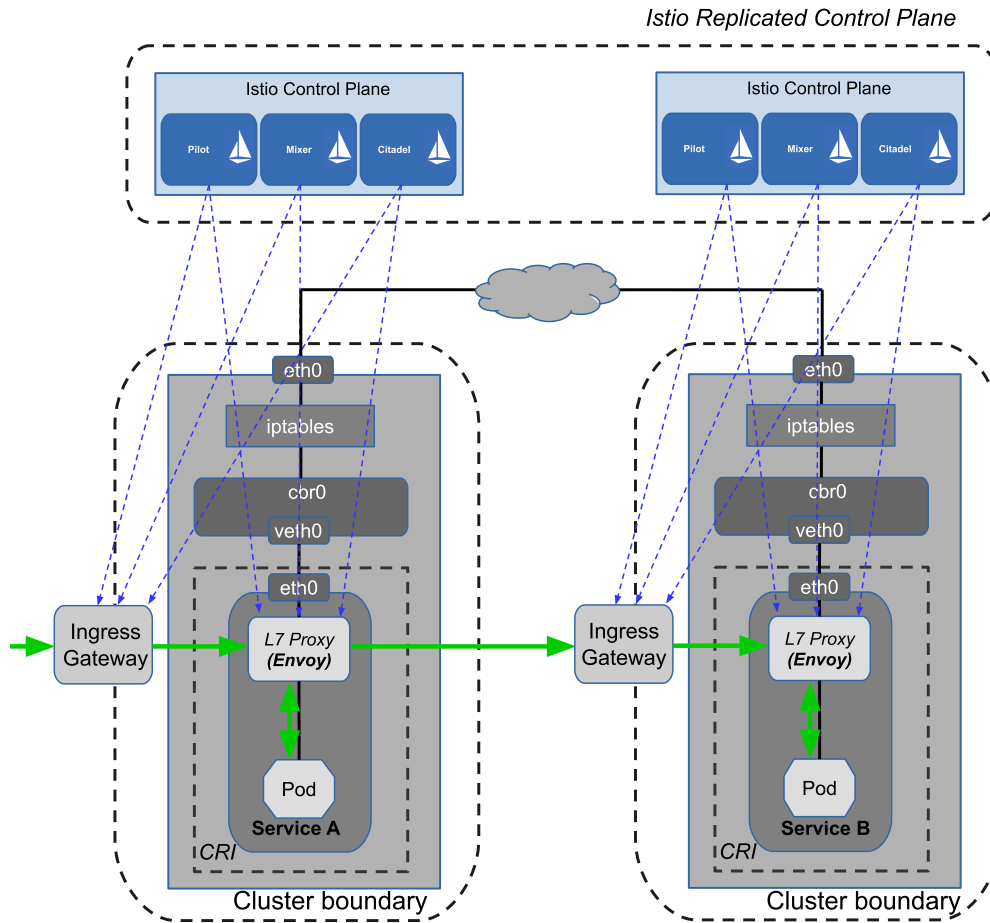 Istio Replicated Control Plane
Istio Control Plane
Pilot
Mixer
Citadel
Istio Control Plane
Pilot
Mixer
Citadel
eth0
iptables
cbr0
veth0
eth0
Ingress
Gateway
L7 Proxy
(Envoy)
Pod
Service A
CRI
Cluster boundary
eth0
iptables
cbr0
veth0
eth0
Ingress
Gateway
L7 Proxy
(Envoy)
Pod
Service B
CRI
Cluster boundary